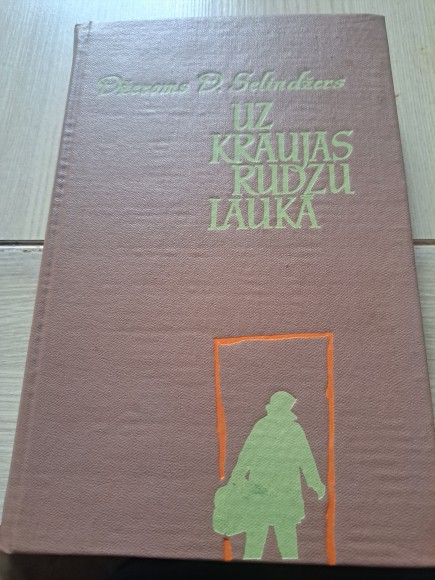 Džeroms D. Selindžers
UZ
KRAUJAS
RUDZU
LAUKĀ